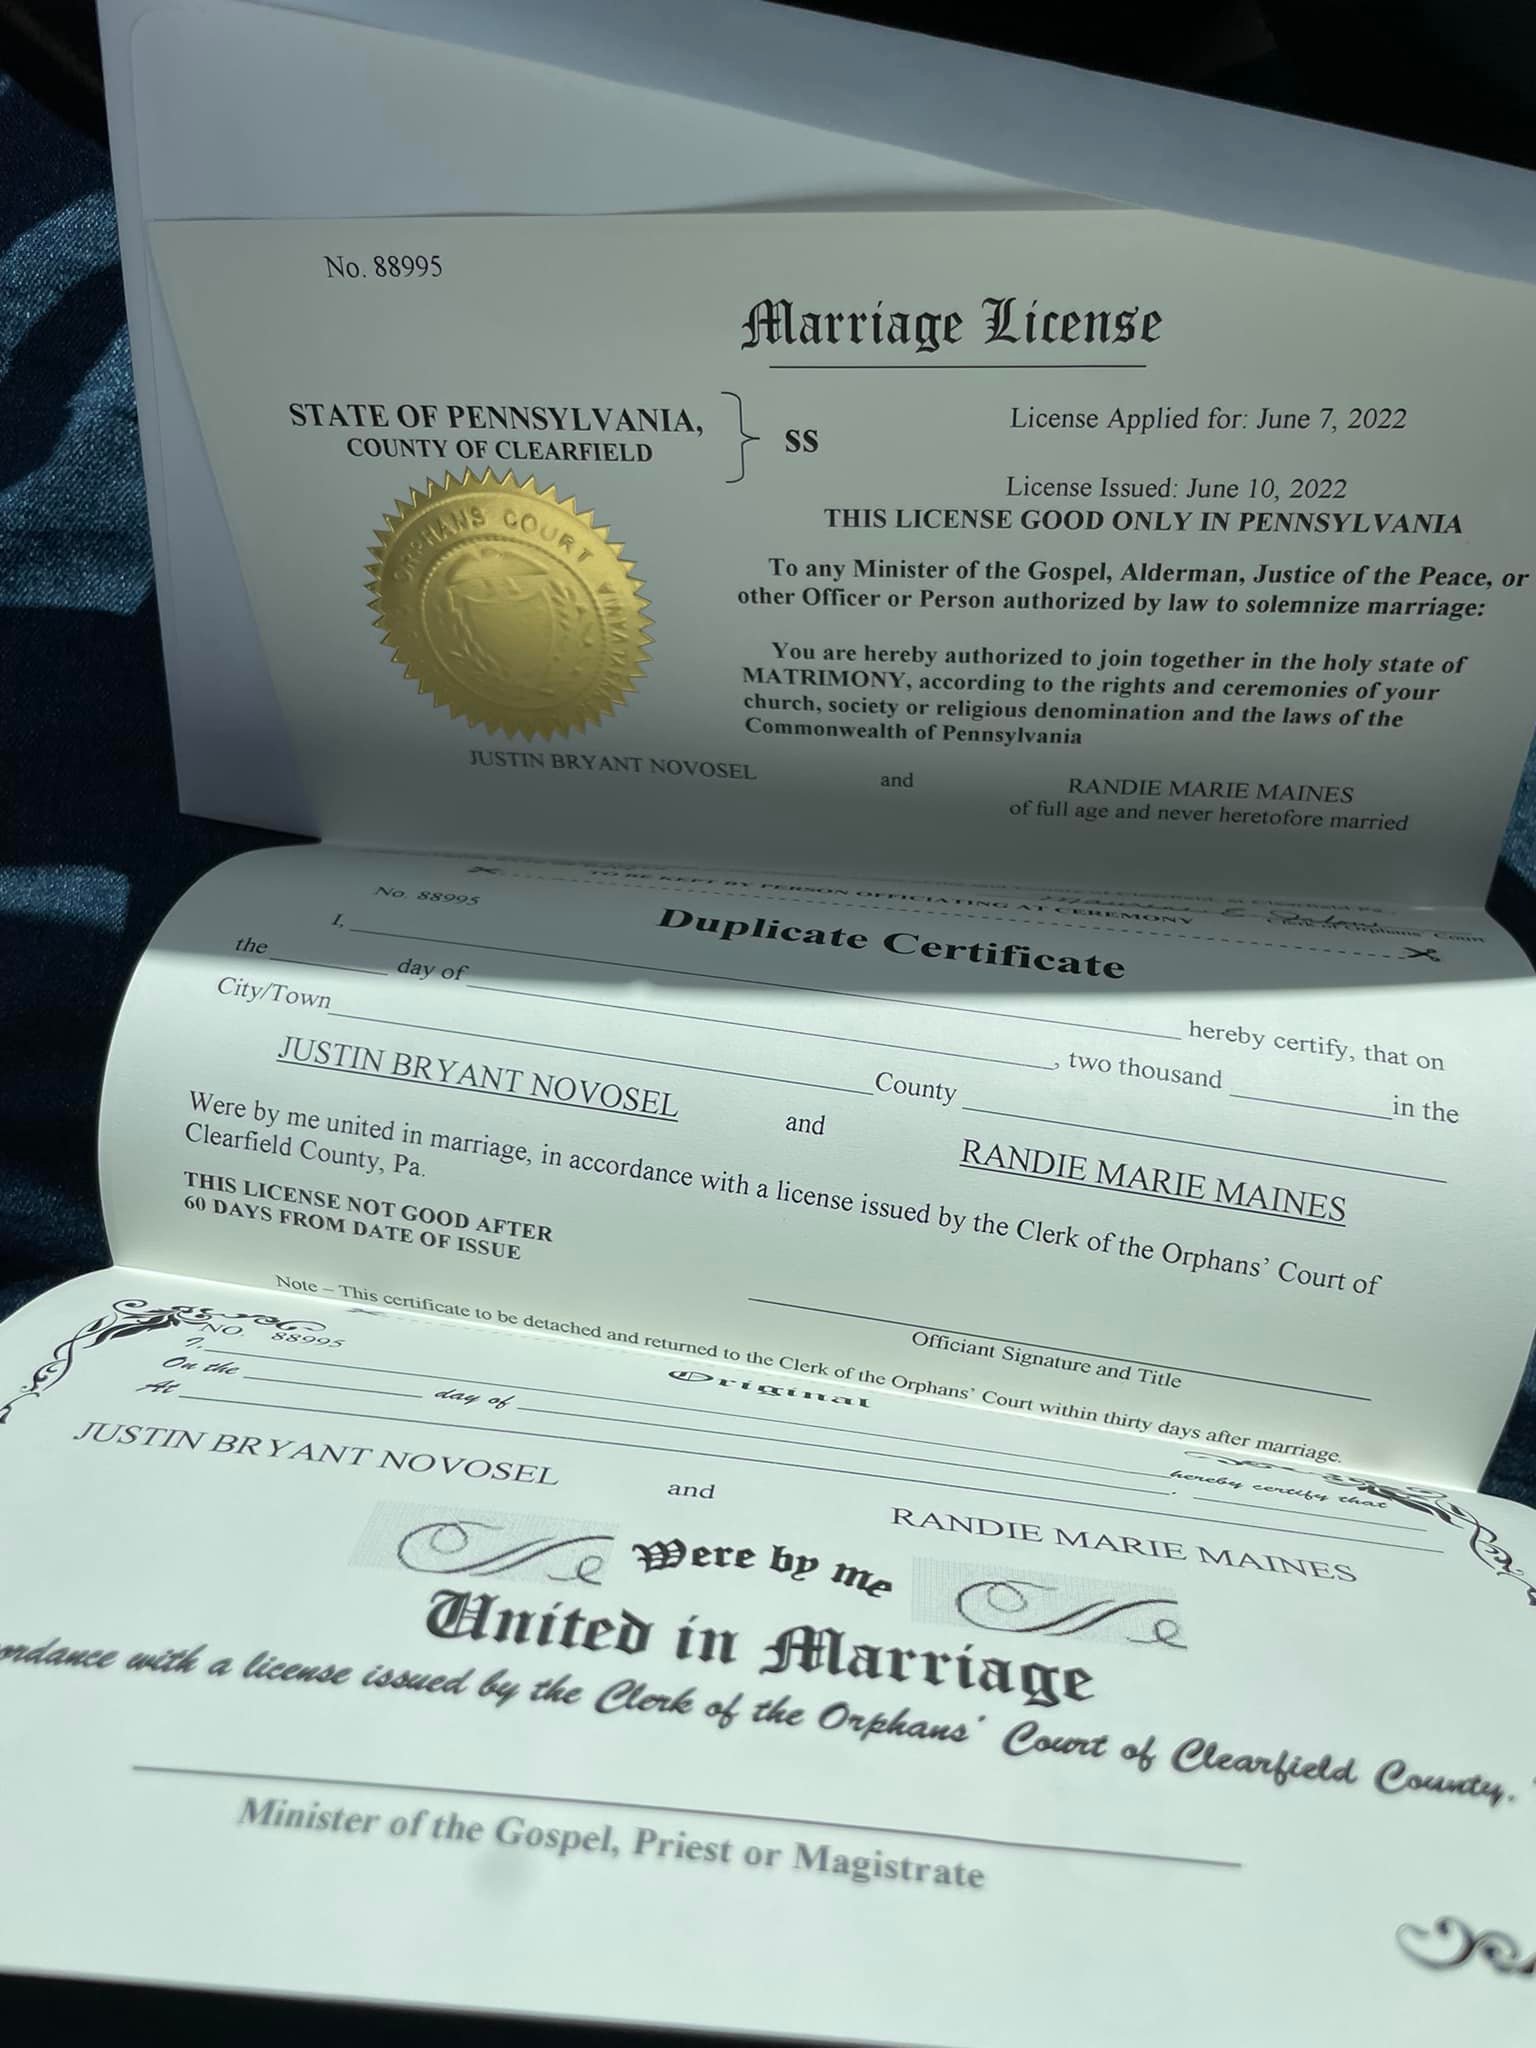 No. 88995
Marriage License
STATE OF PENNSYLVANIA,
COUNTY OF CLEARFIELD
} SS
License Applied for: June 7, 2022
License Issued: June 10, 2022
THIS LICENSE GOOD ONLY IN PENNSYLVANIA
ORPHANS COURT
To any Minister of the Gospel, Alderman, Justice of the Peace, or
other Officer or Person authorized by law to solemnize marriage:
You are hereby authorized to join together in the holy state of
MATRIMONY, according to the rights and ceremonies of your
church, society or religious denomination and the laws of the
Commonwealth of Pennsylvania
JUSTIN BRYANT NOVOSEL and RANDIE MARIE MAINES
of full age and never heretofore married
Clerk of Orphans' Court
TO BE KEPT BY PERSON OFFICIATING AT CEREMONY
No. 88995
Duplicate Certificate
I, hereby certify, that on
the day of , two thousand in the
City/Town County
JUSTIN BRYANT NOVOSEL and RANDIE MARIE MAINES
Were by me united in marriage, in accordance with a license issued by the Clerk of the Orphans' Court of
Clearfield County, Pa.
THIS LICENSE NOT GOOD AFTER
60 DAYS FROM DATE OF ISSUE
Officiant Signature and Title
Note – This certificate to be detached and returned to the Clerk of the Orphans' Court within thirty days after marriage.
NO. 88995
Original
I, hereby certify that
On the day of ,
At
JUSTIN BRYANT NOVOSEL and RANDIE MARIE MAINES
Were by me
United in Marriage
with a license issued by the Clerk of the Orphans' Court of Clearfield County,
Minister of the Gospel, Priest or Magistrate